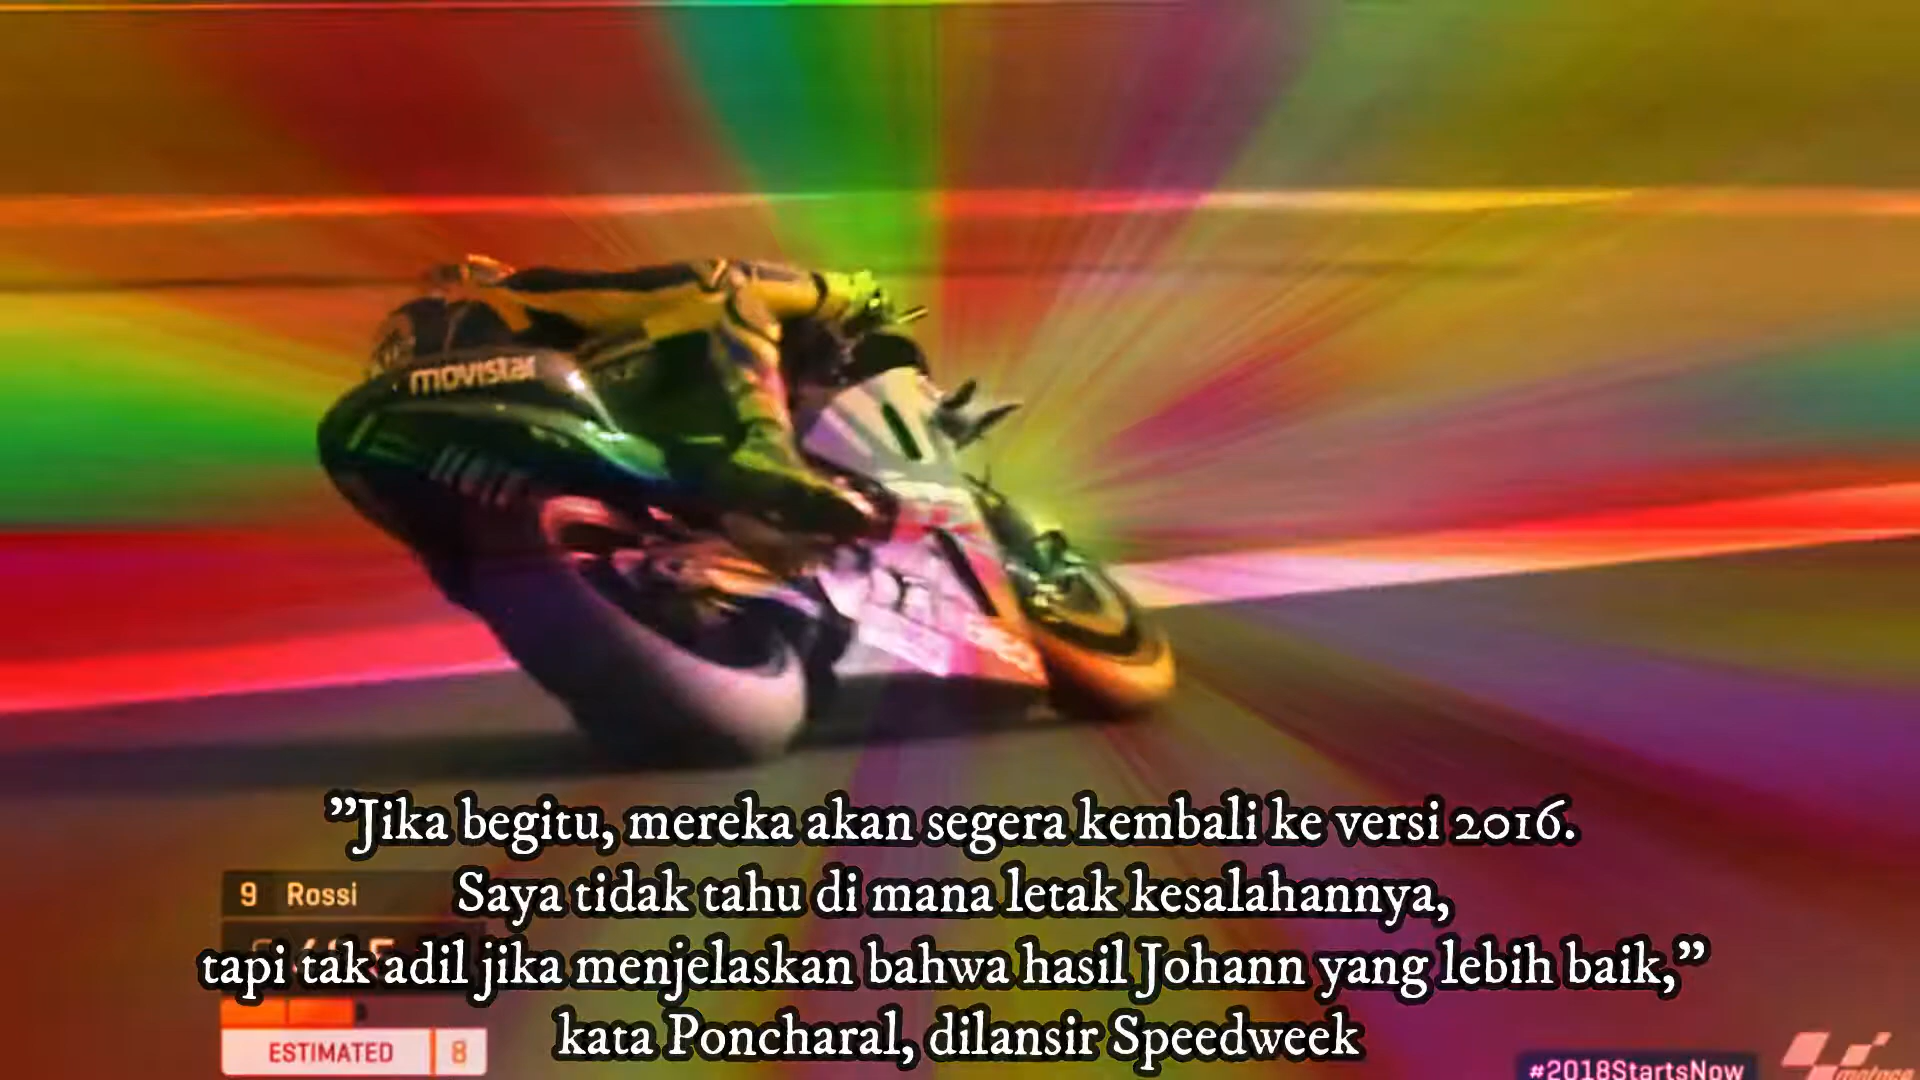 movistar
"Jika begitu, mereka akan segera kembali ke versi 2016.
9 Rossi
Saya tidak tahu di mana letak kesalahannya,
tapi tak adil jika menjelaskan bahwa hasil Johann yang lebih baik,"
kata Poncharal, dilansir Speedweek
ESTIMATED 8
#2018StartsNow
motogp